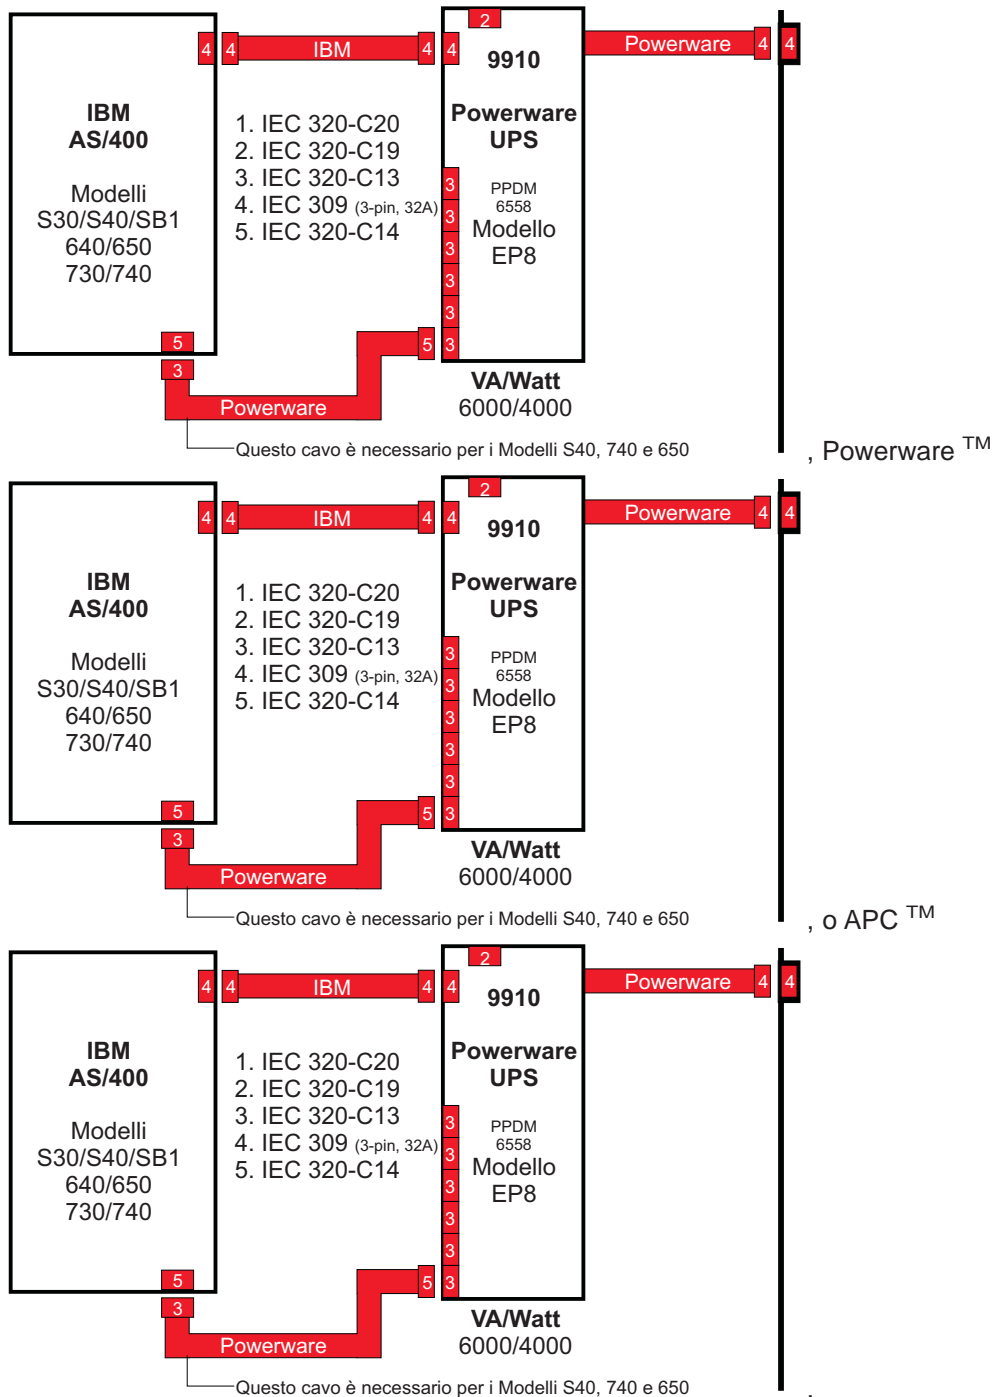 2
4 4 IBM 4 4 9910 Powerware 4 4
IBM
AS/400
Modelli
S30/S40/SB1
640/650
730/740
1. IEC 320-C20
2. IEC 320-C19
3. IEC 320-C13
4. IEC 309 (3-pin, 32A)
5. IEC 320-C14
Powerware
UPS
PPDM
6558
Modello
EP8
3
3
3
3
3
5 3
5
3
Powerware
VA/Watt
6000/4000
Questo cavo è necessario per i Modelli S40, 740 e 650
, Powerware TM
2
4 4 IBM 4 4 9910 Powerware 4 4
IBM
AS/400
Modelli
S30/S40/SB1
640/650
730/740
1. IEC 320-C20
2. IEC 320-C19
3. IEC 320-C13
4. IEC 309 (3-pin, 32A)
5. IEC 320-C14
Powerware
UPS
PPDM
6558
Modello
EP8
3
3
3
3
3
5 3
5
3
Powerware
VA/Watt
6000/4000
Questo cavo è necessario per i Modelli S40, 740 e 650
, o APC TM
2
4 4 IBM 4 4 9910 Powerware 4 4
IBM
AS/400
Modelli
S30/S40/SB1
640/650
730/740
1. IEC 320-C20
2. IEC 320-C19
3. IEC 320-C13
4. IEC 309 (3-pin, 32A)
5. IEC 320-C14
Powerware
UPS
PPDM
6558
Modello
EP8
3
3
3
3
3
5 3
5
3
Powerware
VA/Watt
6000/4000
Questo cavo è necessario per i Modelli S40, 740 e 650